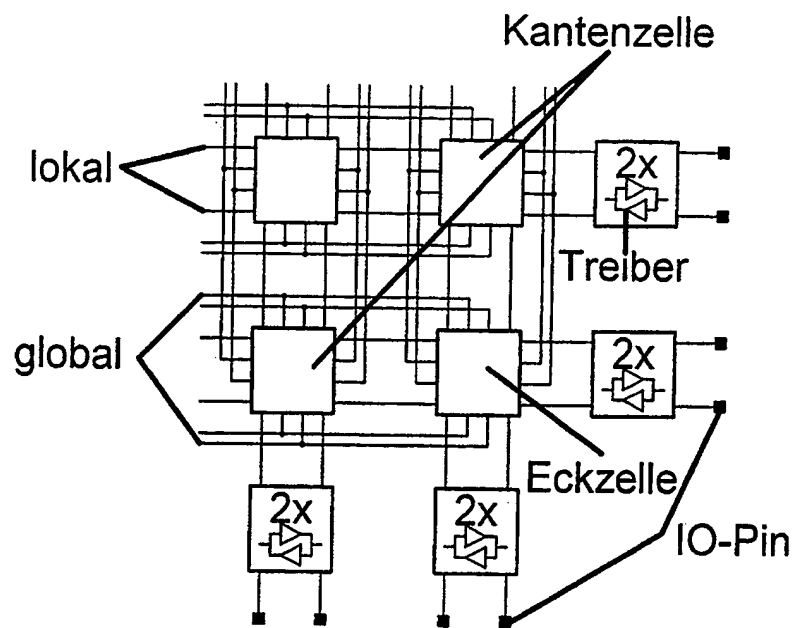 Kantenzelle
lokal
2x
Treiber
global
2x
Eckzelle
2x
2x
IO-Pin